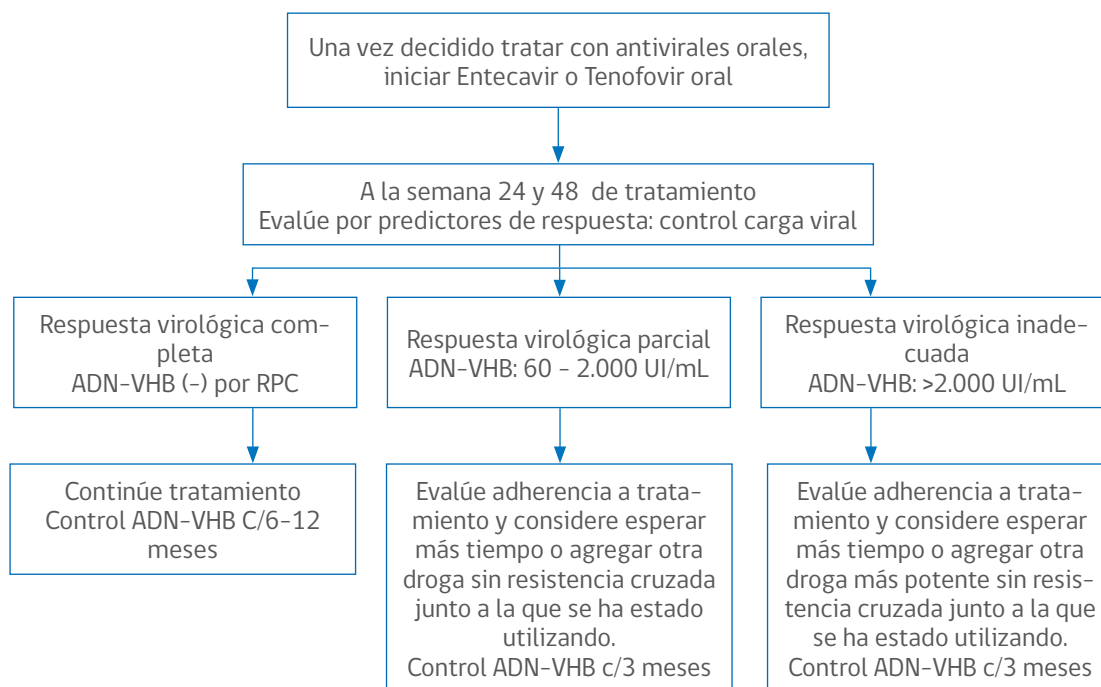 Una vez decidido tratar con antivirales orales,
iniciar Entecavir o Tenofovir oral
A la semana 24 y 48 de tratamiento
Evalúe por predictores de respuesta: control carga viral
Respuesta virológica com-
pleta
ADN-VHB (-) por RPC
Respuesta virológica parcial
ADN-VHB: 60 - 2.000 UI/mL
Respuesta virológica inade-
cuada
ADN-VHB: >2.000 UI/mL
Continúe tratamiento
Control ADN-VHB C/6-12
meses
Evalúe adherencia a trata-
miento y considere esperar
más tiempo o agregar otra
droga sin resistencia cruzada
junto a la que se ha estado
utilizando.
Control ADN-VHB c/3 meses
Evalúe adherencia a trata-
miento y considere esperar
más tiempo o agregar otra
droga más potente sin resis-
tencia cruzada junto a la que
se ha estado utilizando.
Control ADN-VHB c/3 meses